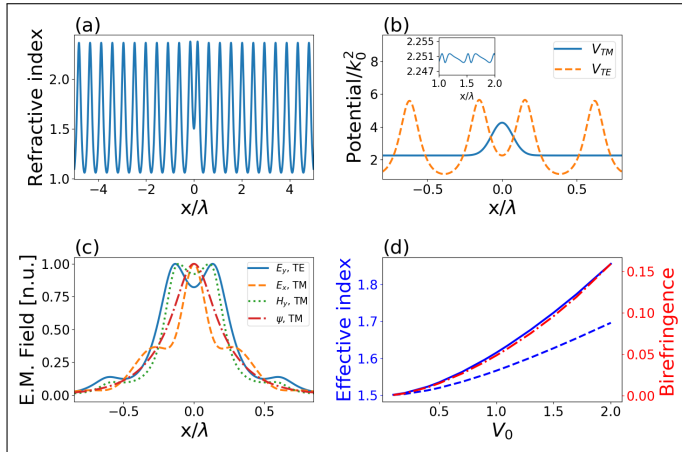 (a)
Refractive index
2.0
1.5
1.0
−4
−2
0
2
4
x/λ
(b)
Potential/k₀²
8
6
4
2
2.255
2.251
2.247
1.0
1.5
2.0
x/λ
V_TM
V_TE
−0.5
0.0
0.5
x/λ
(c)
E.M. Field [n.u.]
1.00
0.75
0.50
0.25
0.00
E_y, TE
E_x, TM
H_y, TM
ψ, TM
−0.5
0.0
0.5
x/λ
(d)
Effective index
1.8
1.7
1.6
1.5
0.5
1.0
1.5
2.0
V₀
0.15
0.10
0.05
0.00
Birefringence